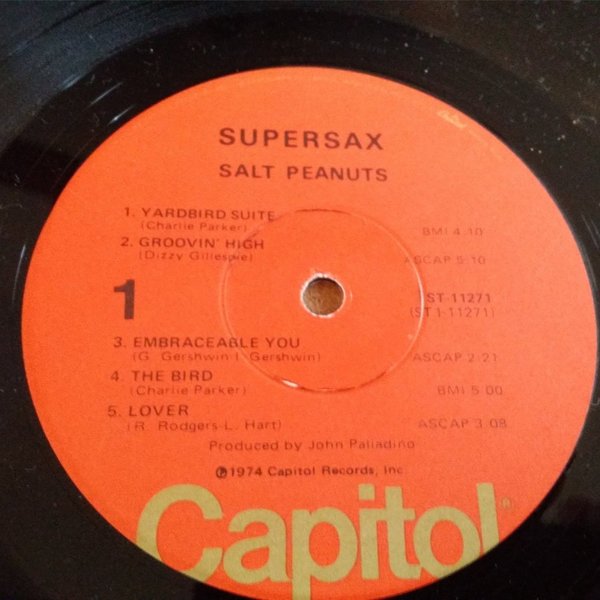 SUPERSAX
SALT PEANUTS
1. YARDBIRD SUITE
(Charlie Parker) BMI 4:10
2. GROOVIN' HIGH
(Dizzy Gillespie) ASCAP 5:10
1 ST-11271
(ST1-11271)
3. EMBRACEABLE YOU
(G. Gershwin-I. Gershwin) ASCAP 2:21
4. THE BIRD
(Charlie Parker) BMI 5:00
5. LOVER
(R. Rodgers-L. Hart) ASCAP 3:08
Produced by John Palladino
℗1974 Capitol Records, Inc.
Capitol®